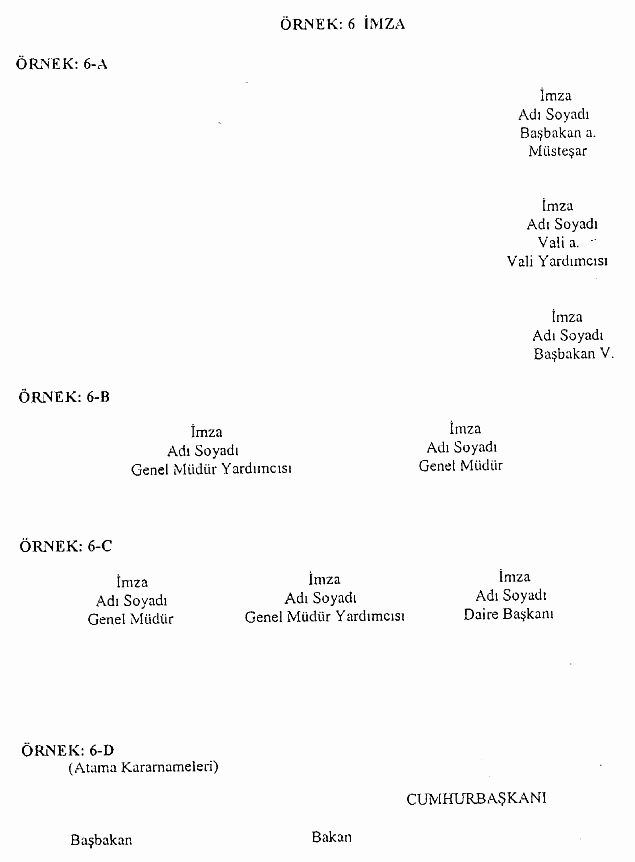 ÖRNEK: 6 İMZA
ÖRNEK: 6-A
İmza
Adı Soyadı
Başbakan a.
Müsteşar
İmza
Adı Soyadı
Vali a.
Vali Yardımcısı
İmza
Adı Soyadı
Başbakan V.
ÖRNEK: 6-B
İmza İmza
Adı Soyadı Adı Soyadı
Genel Müdür Yardımcısı Genel Müdür
ÖRNEK: 6-C
İmza İmza İmza
Adı Soyadı Adı Soyadı Adı Soyadı
Genel Müdür Genel Müdür Yardımcısı Daire Başkanı
ÖRNEK: 6-D
(Atama Kararnameleri)
CUMHURBAŞKANI
Başbakan Bakan